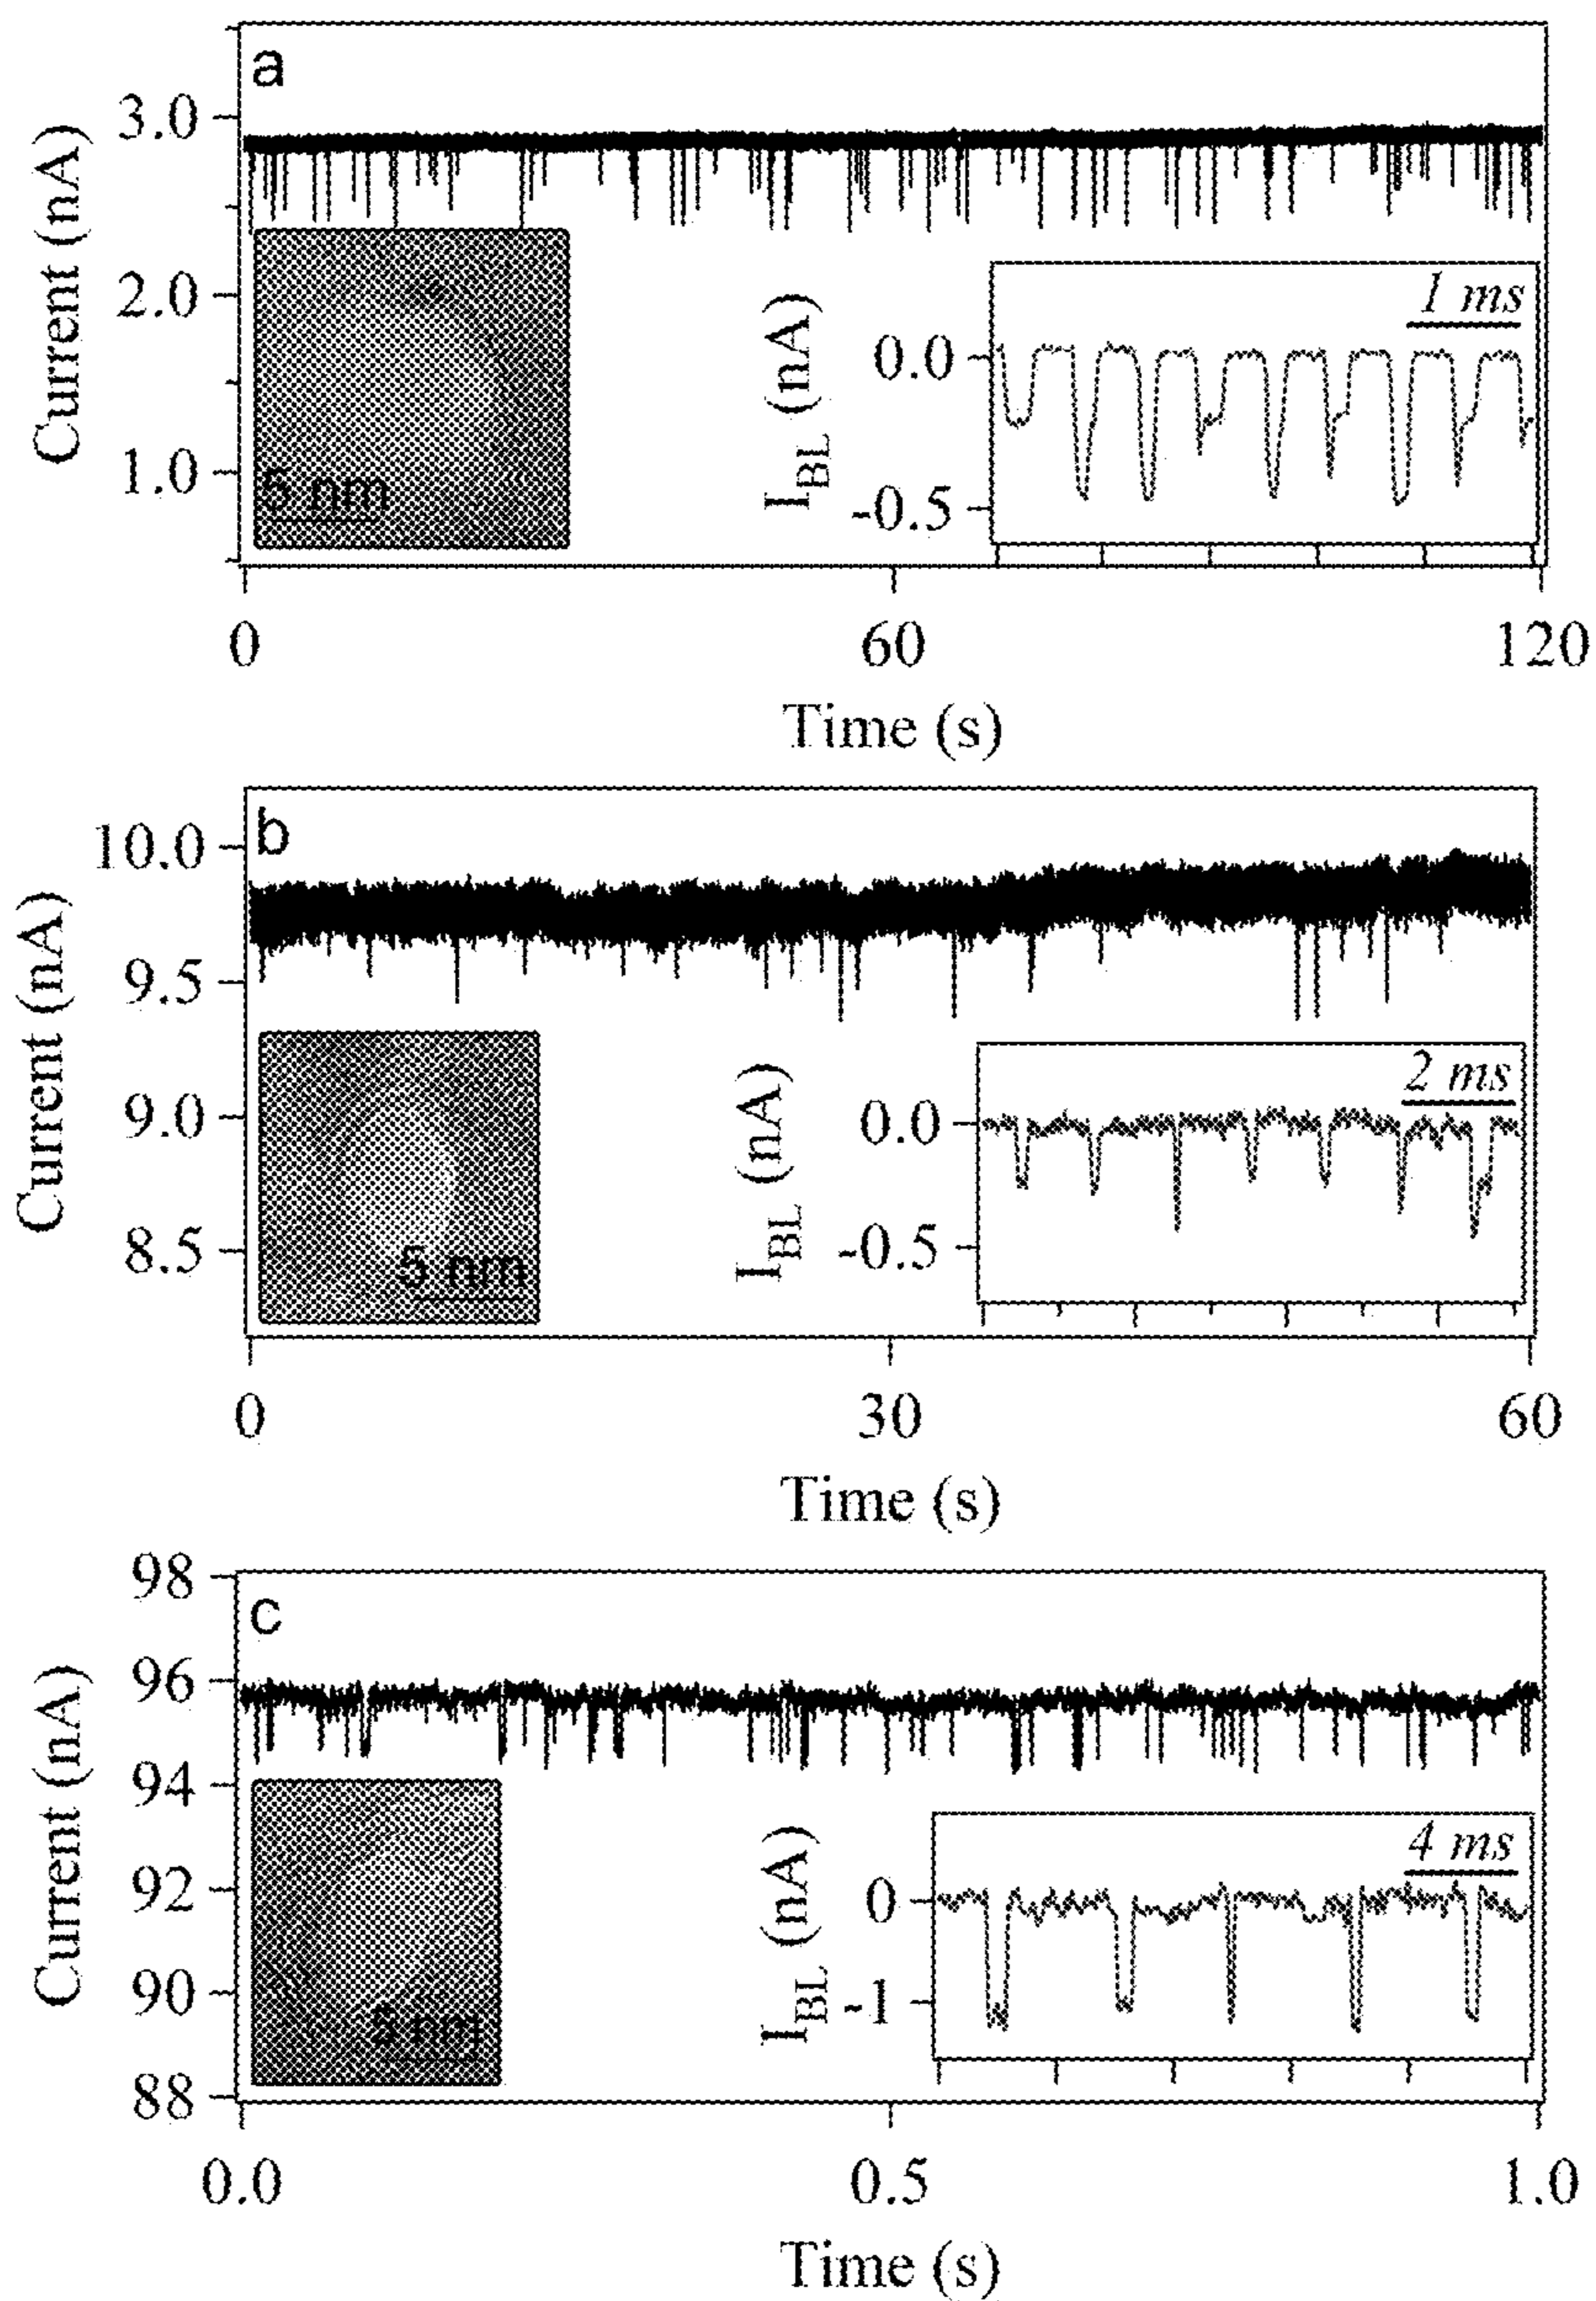 a
Current (nA)
3.0
2.0
1.0
5 nm
I_BL (nA)
0.0
-0.5
1 ms
0
60
120
Time (s)
b
Current (nA)
10.0
9.5
9.0
8.5
5 nm
I_BL (nA)
0.0
-0.5
2 ms
0
30
60
Time (s)
c
Current (nA)
98
96
94
92
90
88
5 nm
I_BL (nA)
0
-1
4 ms
0.0
0.5
1.0
Time (s)